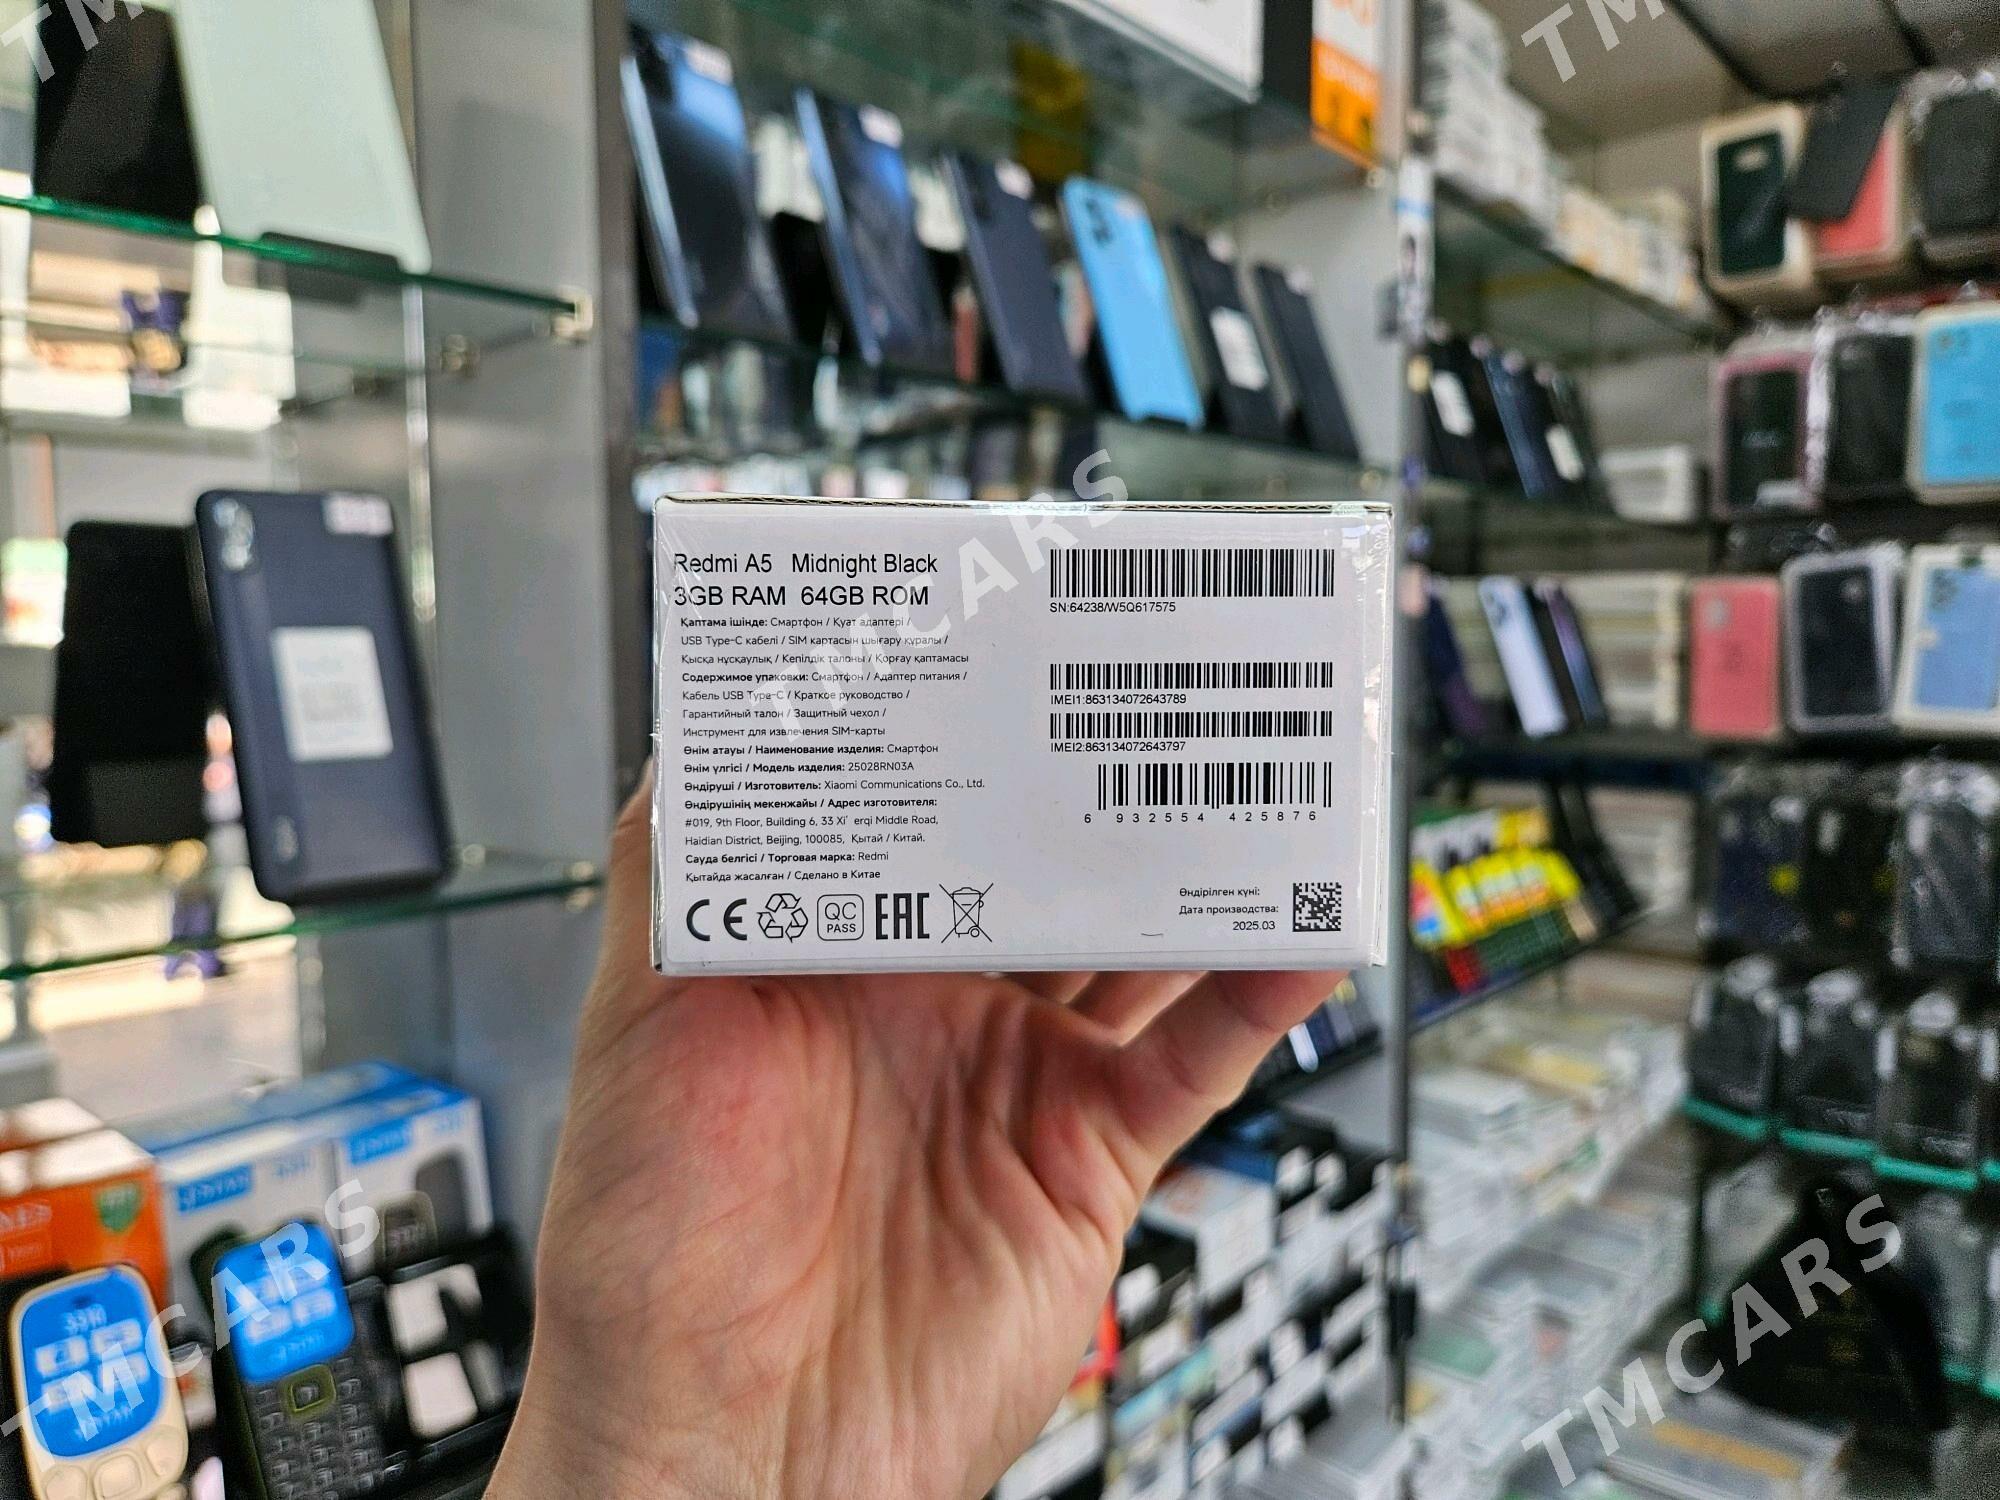 Redmi A5 Midnight Black
3GB RAM 64GB ROM
Қаптама ішінде: Смартфон / Қуат адаптері /
USB Type-C кабелі / SIM картасын шығару құралы /
Қысқа нұсқаулық / Кепілдік талоны / Қорғау қаптамасы
Содержимое упаковки: Смартфон / Адаптер питания /
Кабель USB Type-C / Краткое руководство /
Гарантийный талон / Защитный чехол /
Инструмент для извлечения SIM-карты
Өнім атауы / Наименование изделия: Смартфон
Өнім үлгісі / Модель изделия: 25028RN03A
Өндіруші / Изготовитель: Xiaomi Communications Co., Ltd.
Өндірушінің мекенжайы / Адрес изготовителя:
#019, 9th Floor, Building 6, 33 Xi' erqi Middle Road,
Haidian District, Beijing, 100085, Қытай / Китай.
Сауда белгісі / Торговая марка: Redmi
Қытайда жасалған / Сделано в Китае
CE
QC
PASS
EAC
SN:64238/W5Q617575
IMEI1:863134072643789
IMEI2:863134072643797
6 932554 425876
Өндірілген күні:
Дата производства:
2025.03
TMCARS
TMCARS
TMCARS
3310